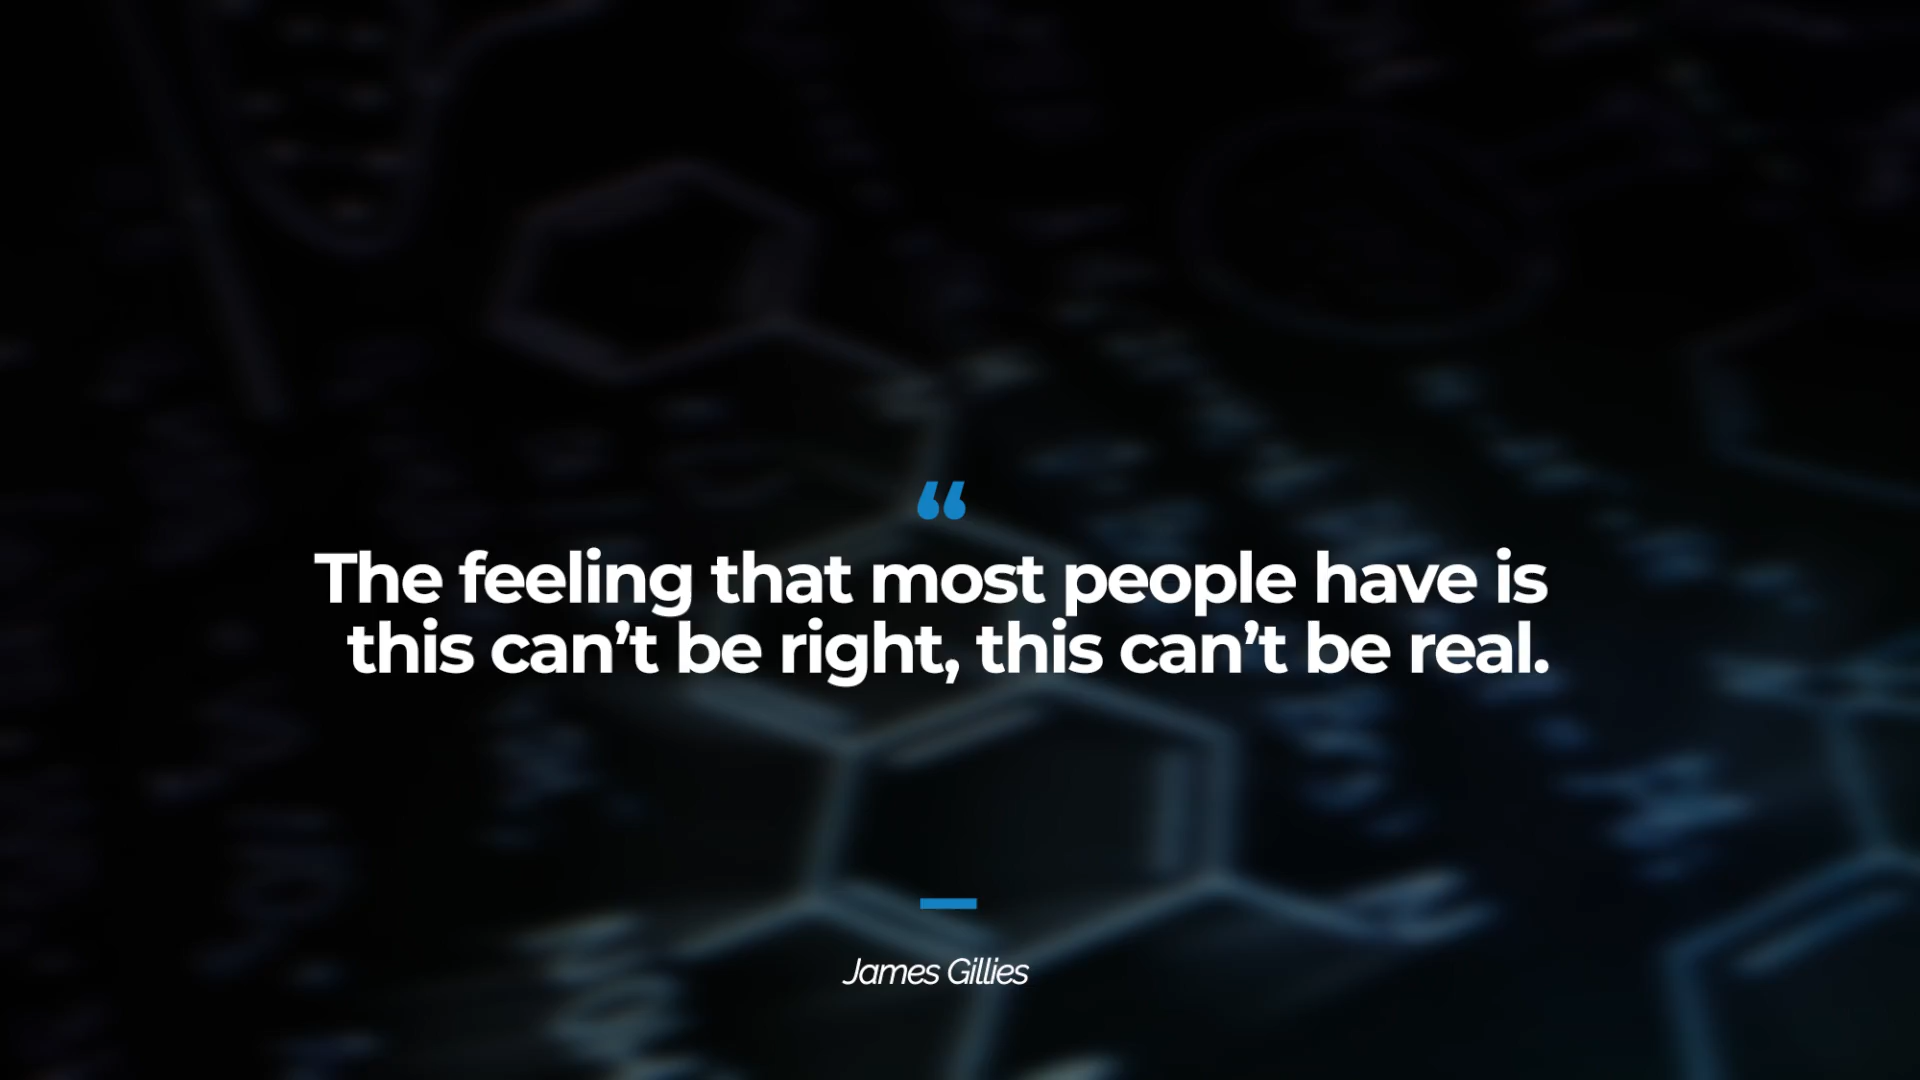 “
The feeling that most people have is
this can’t be right, this can’t be real.
James Gillies